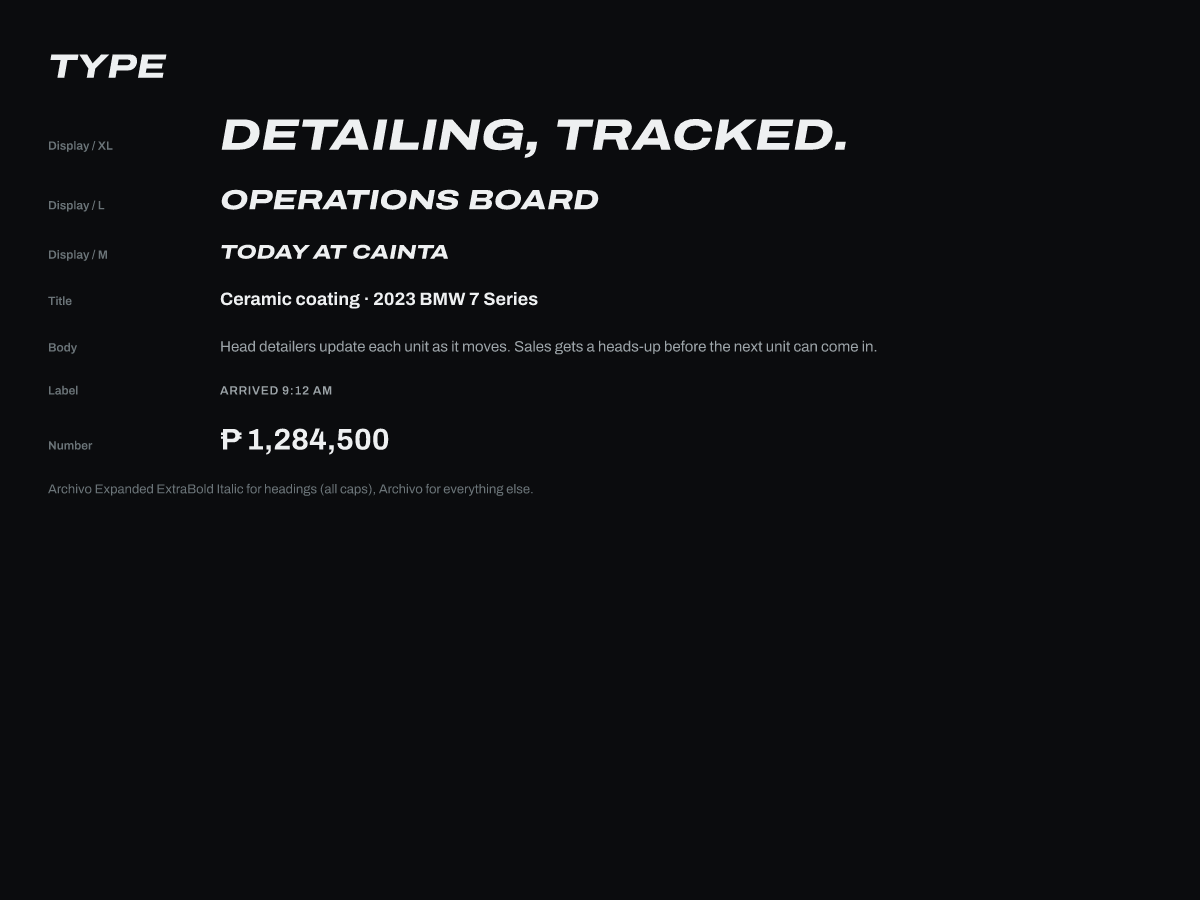 TYPE
Display / XL DETAILING, TRACKED.
Display / L OPERATIONS BOARD
Display / M TODAY AT CAINTA
Title Ceramic coating · 2023 BMW 7 Series
Body Head detailers update each unit as it moves. Sales gets a heads-up before the next unit can come in.
Label ARRIVED 9:12 AM
Number ₱ 1,284,500
Archivo Expanded ExtraBold Italic for headings (all caps), Archivo for everything else.